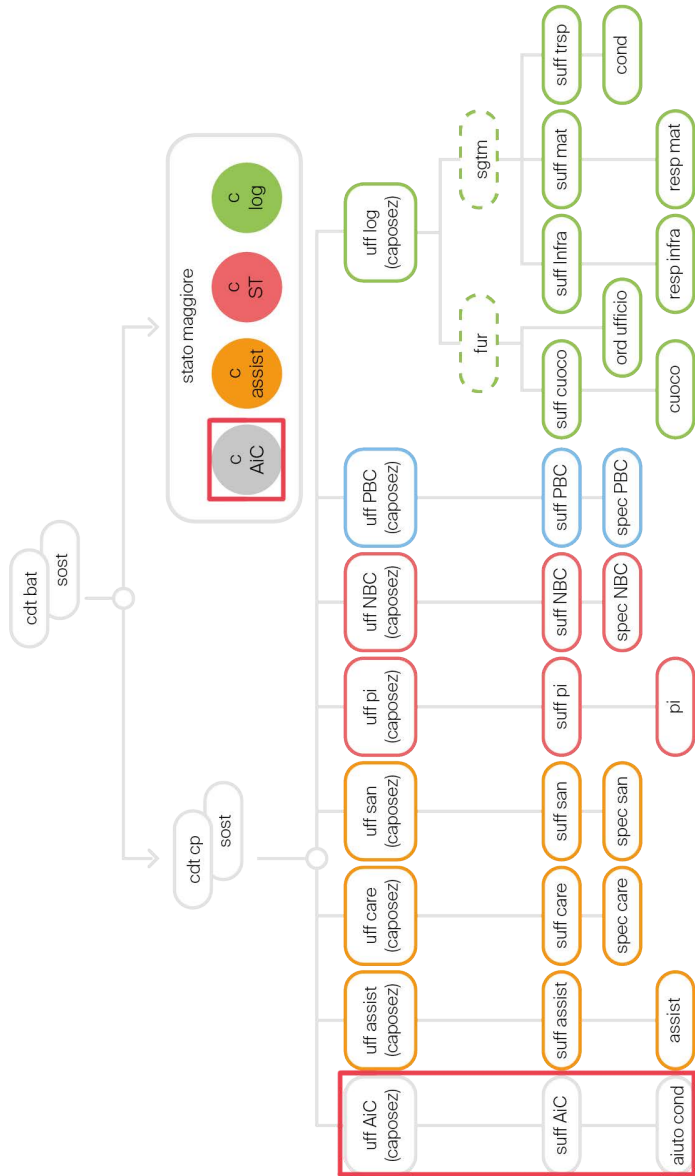 cdt bat
sost
cdt cp
sost
stato maggiore
c
AiC
c
assist
c
ST
c
log
uff AiC
(caposez)
uff assist
(caposez)
uff care
(caposez)
uff san
(caposez)
uff pi
(caposez)
uff NBC
(caposez)
uff PBC
(caposez)
uff log
(caposez)
fur
sgtm
suff AiC
suff assist
suff care
suff san
suff pi
suff NBC
suff PBC
suff cuoco
suff Infra
suff mat
suff trsp
spec care
spec san
spec NBC
spec PBC
ord ufficio
cond
aiuto cond
assist
pi
cuoco
resp infra
resp mat